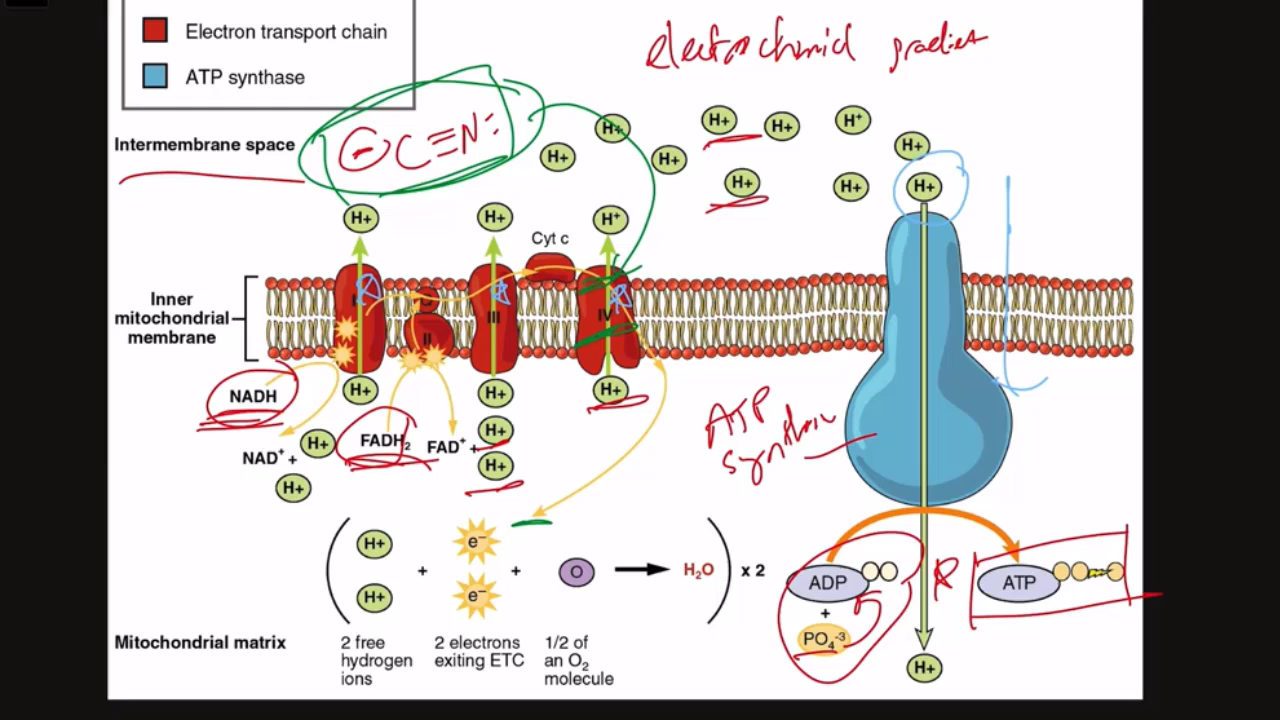 Electron transport chain
ATP synthase
Intermembrane space
⊖C≡N:
H+
H+
H+
H+
H+
H⁺
H+
H+
H+
H+
H+
H+
H+
H⁺
Cyt c
Inner
mitochondrial
membrane
III
IV
II
NADH
H+
H+
H+
NAD⁺ +
H+
H+
FADH₂
FAD⁺ +
H+
H+
ATP
ADP
+
PO₄⁻³
ATP
H+
H+
H+
+
e⁻
e⁻
+
O
H₂O
x 2
Mitochondrial matrix
2 free
hydrogen
ions
2 electrons
exiting ETC
1/2 of
an O₂
molecule